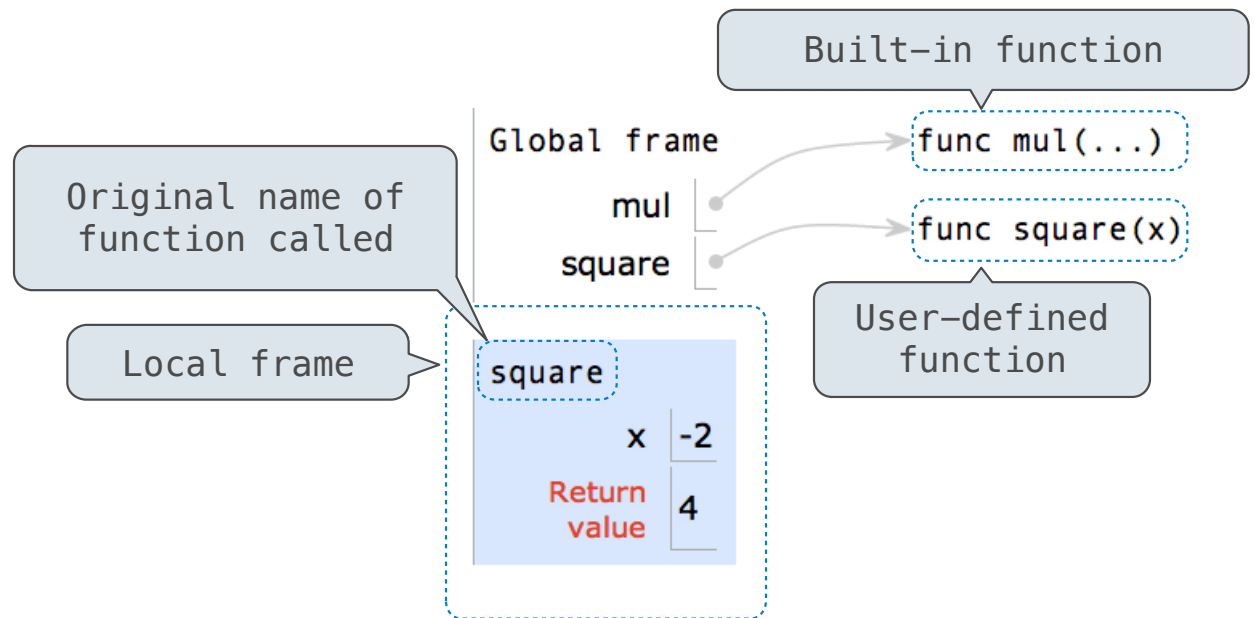 Built-in function
Global frame
func mul(...)
Original name of
function called
mul
square
func square(x)
User-defined
function
Local frame
square
x -2
Return
value
4